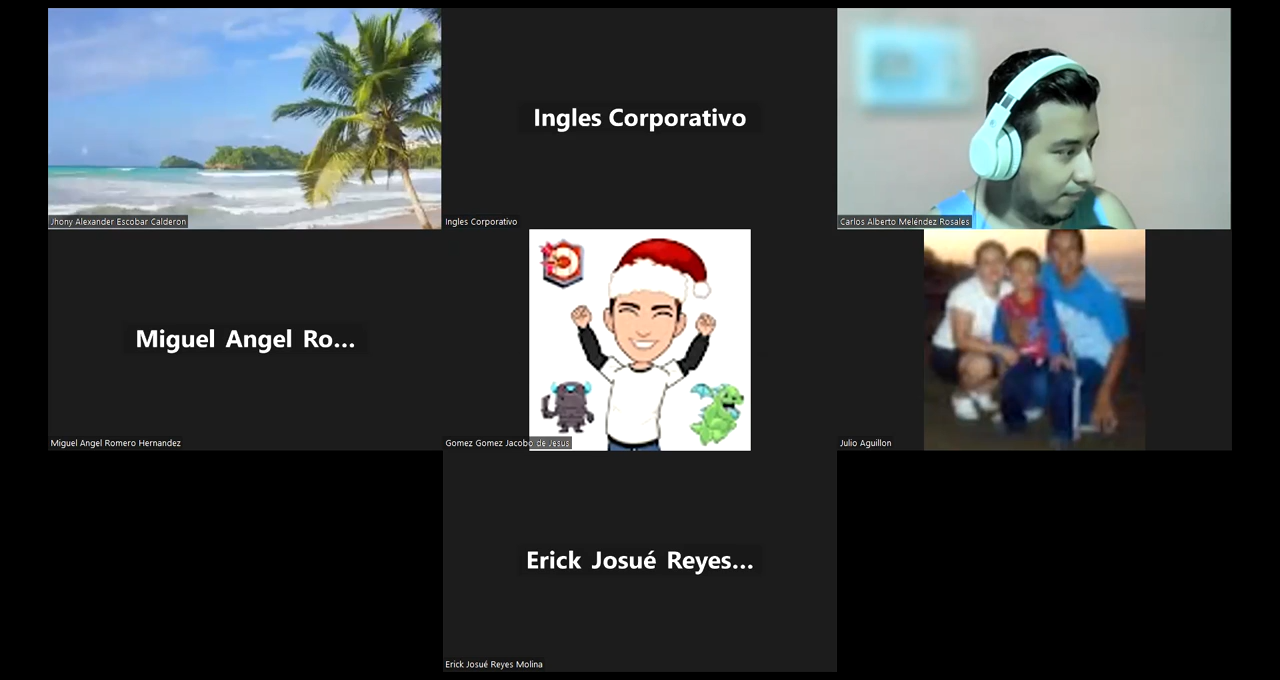 Jhony Alexander Escobar Calderon
Ingles Corporativo
Ingles Corporativo
Carlos Alberto Meléndez Rosales
Miguel Angel Ro...
Miguel Angel Romero Hernandez
Gomez Gomez Jacobo de Jesus
Julio Aguillon
Erick Josué Reyes...
Erick Josué Reyes Molina